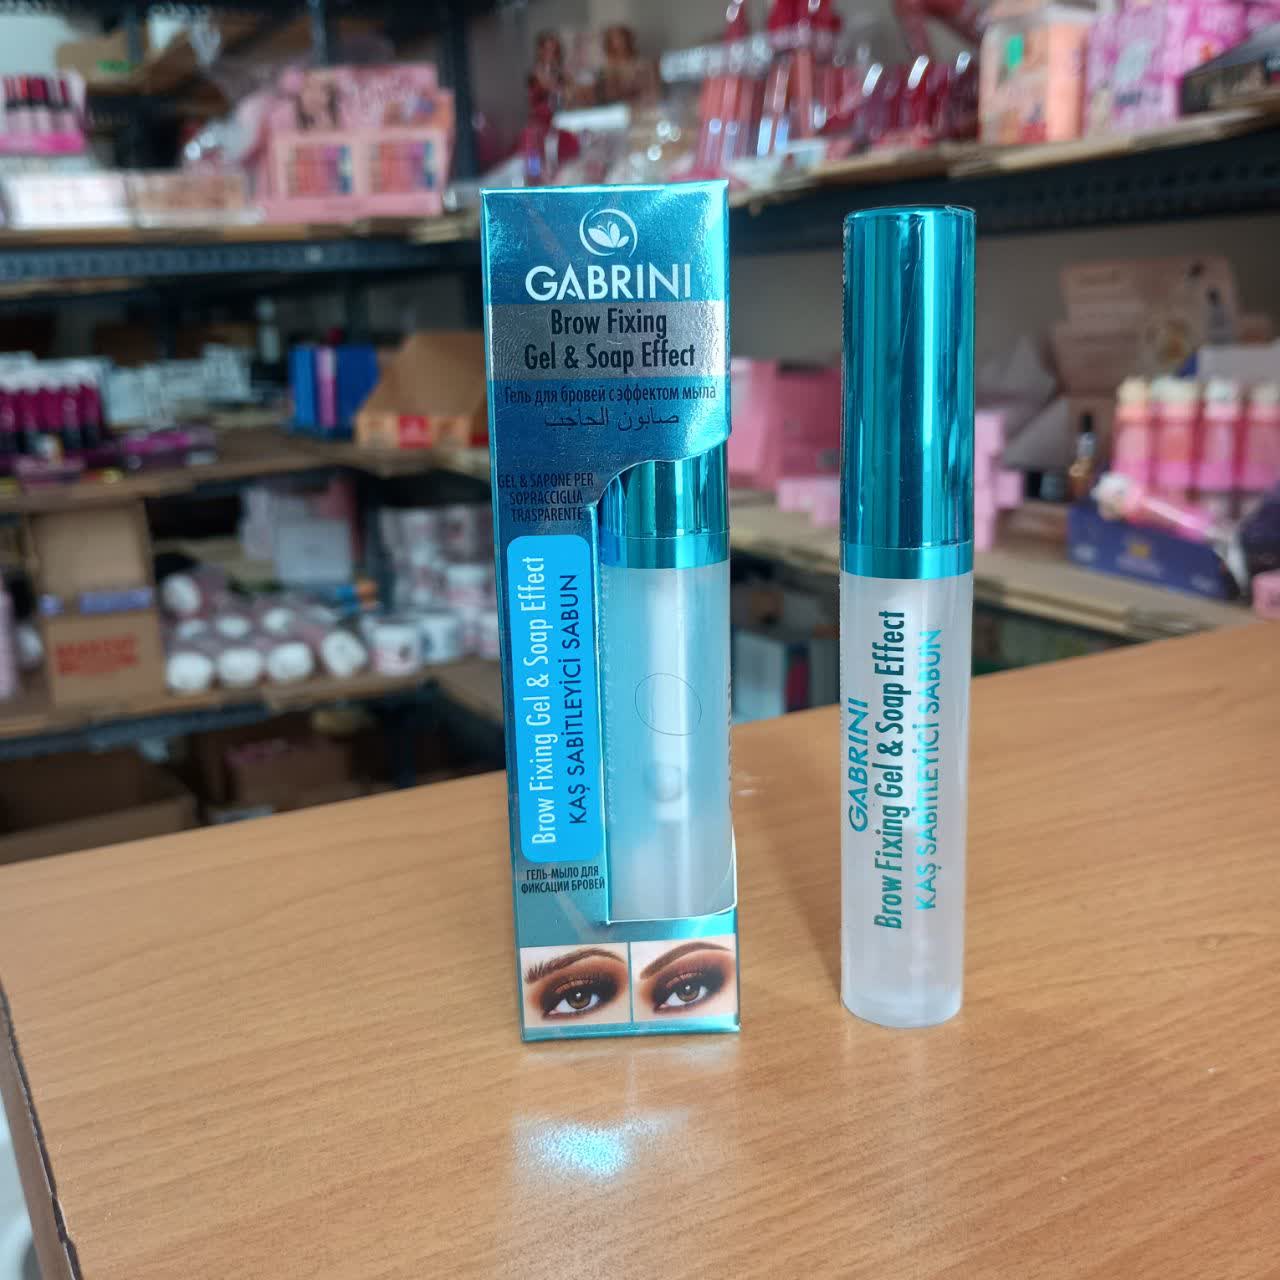 GABRINI
Brow Fixing
Gel & Soap Effect
Гель для бровей с эффектом мыла
صابون الحاجب
GEL & SAPONE PER
SOPRACCIGLIA
TRASPARENTE
Brow Fixing Gel & Soap Effect
KAŞ SABİTLEYİCİ SABUN
ГЕЛЬ-МЫЛО ДЛЯ
ФИКСАЦИИ БРОВЕЙ
GABRINI
Brow Fixing Gel & Soap Effect
KAŞ SABİTLEYİCİ SABUN